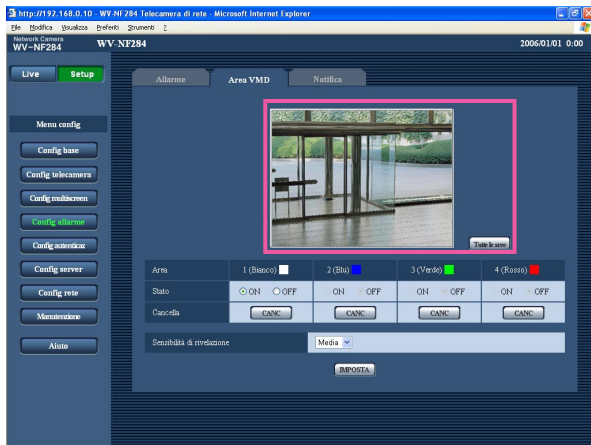 http://192.168.0.10 - WV-NF284 Telecamera di rete - Microsoft Internet Explorer
File Modifica Visualizza Preferiti Strumenti ?
Network Camera
WV-NF284
WV-NF284
2006/01/01 0:00
Live Setup
Allarme Area VMD Notifica
Menu config
Config base
Config telecamera
Config multiscreen
Config allarme
Config autenticaz
Config server
Config rete
Manutenzione
Aiuto
Tutte le aree
Area 1 (Bianco) 2 (Blu) 3 (Verde) 4 (Rosso)
Stato ON OFF ON OFF ON OFF ON OFF
Cancella CANC CANC CANC CANC
Sensibilità di rivelazione Media
IMPOSTA